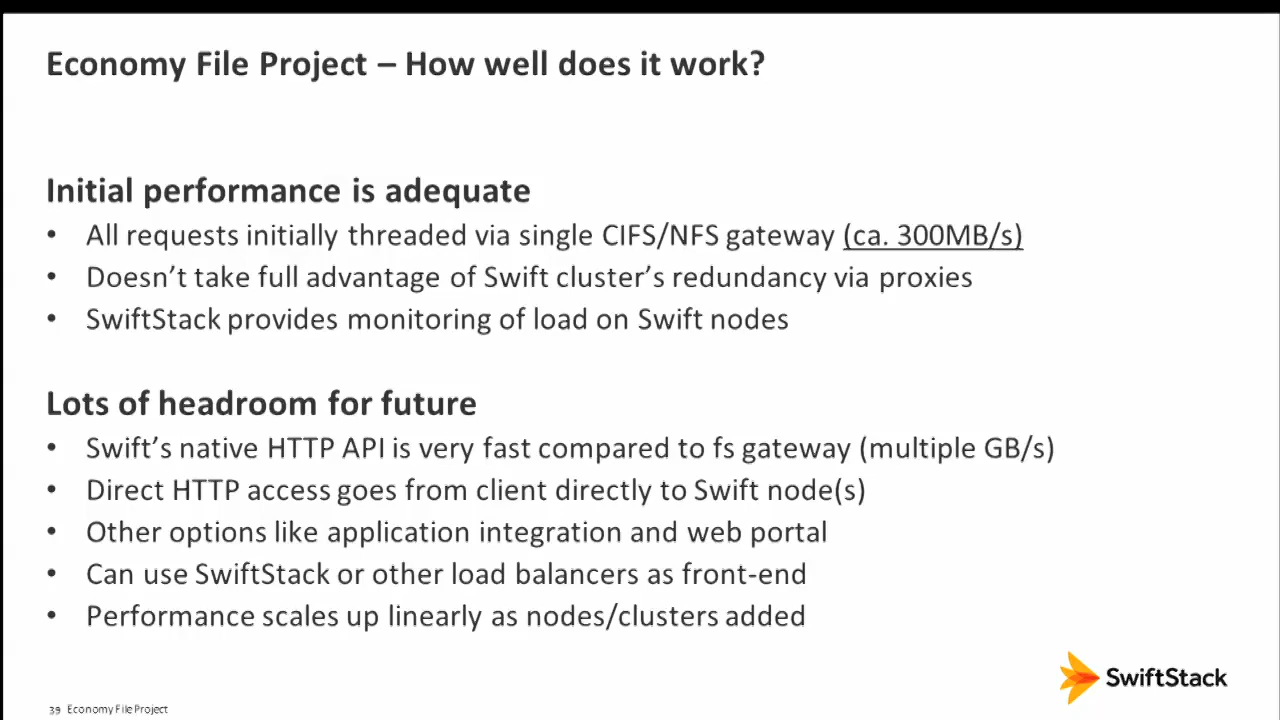 Economy File Project – How well does it work?
Initial performance is adequate
• All requests initially threaded via single CIFS/NFS gateway (ca. 300MB/s)
• Doesn’t take full advantage of Swift cluster’s redundancy via proxies
• SwiftStack provides monitoring of load on Swift nodes
Lots of headroom for future
• Swift’s native HTTP API is very fast compared to fs gateway (multiple GB/s)
• Direct HTTP access goes from client directly to Swift node(s)
• Other options like application integration and web portal
• Can use SwiftStack or other load balancers as front-end
• Performance scales up linearly as nodes/clusters added
SwiftStack
39 Economy File Project